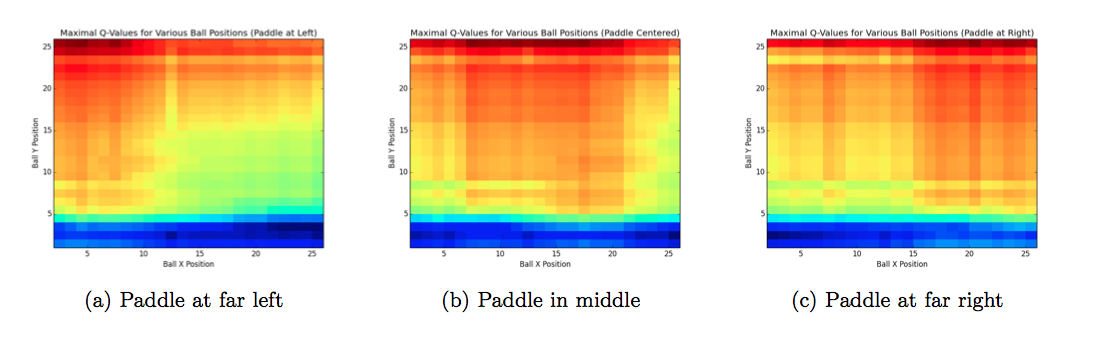 Maximal Q-Values for Various Ball Positions (Paddle at Left)
25
20
15
10
5
Ball Y Position
5 10 15 20 25
Ball X Position
(a) Paddle at far left
Maximal Q-Values for Various Ball Positions (Paddle Centered)
25
20
15
10
5
Ball Y Position
5 10 15 20 25
Ball X Position
(b) Paddle in middle
Maximal Q-Values for Various Ball Positions (Paddle at Right)
25
20
15
10
5
Ball Y Position
5 10 15 20 25
Ball X Position
(c) Paddle at far right